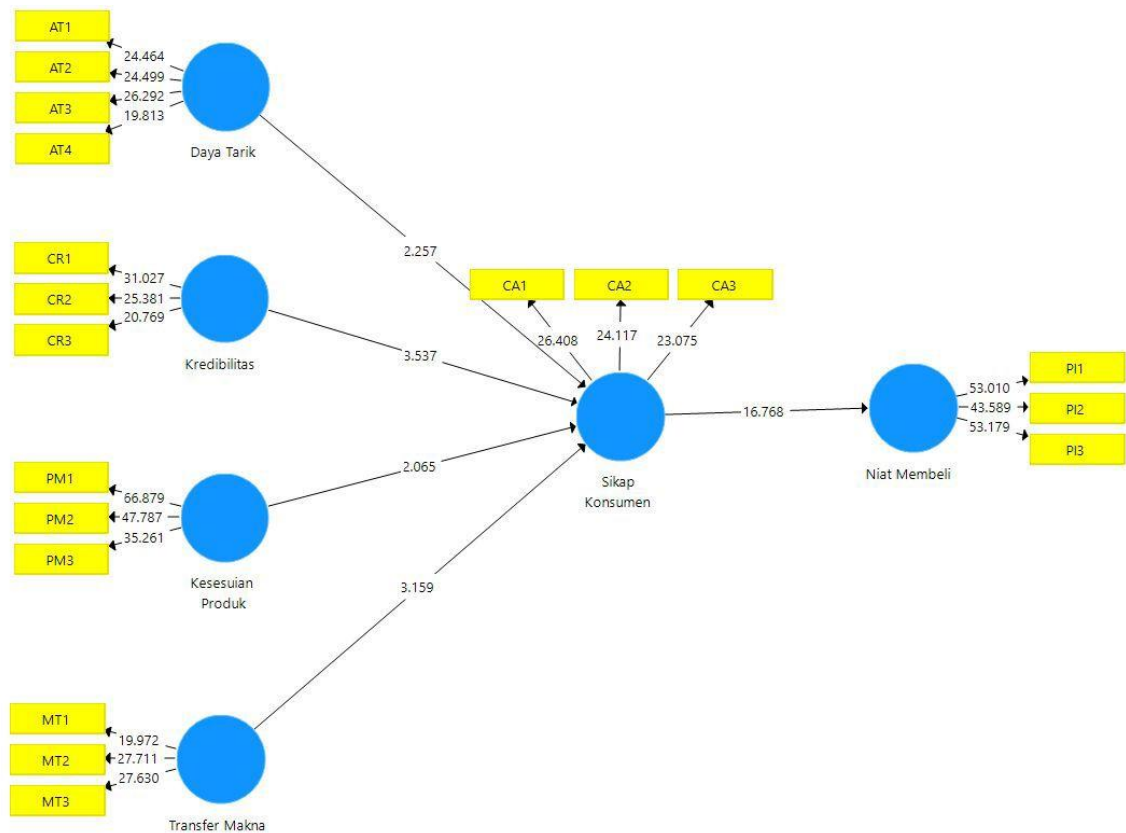 AT1
24.464
AT2
24.499
AT3
26.292
19.813
AT4
Daya Tarik
2.257
CR1
31.027
CR2
25.381
20.769
CR3
Kredibilitas
3.537
CA1
CA2
CA3
26.408
24.117
23.075
PI1
53.010
PI2
43.589
53.179
PI3
16.768
Niat Membeli
Sikap
Konsumen
PM1
66.879
PM2
47.787
35.261
PM3
2.065
Kesesuian
Produk
3.159
MT1
19.972
MT2
27.711
27.630
MT3
Transfer Makna